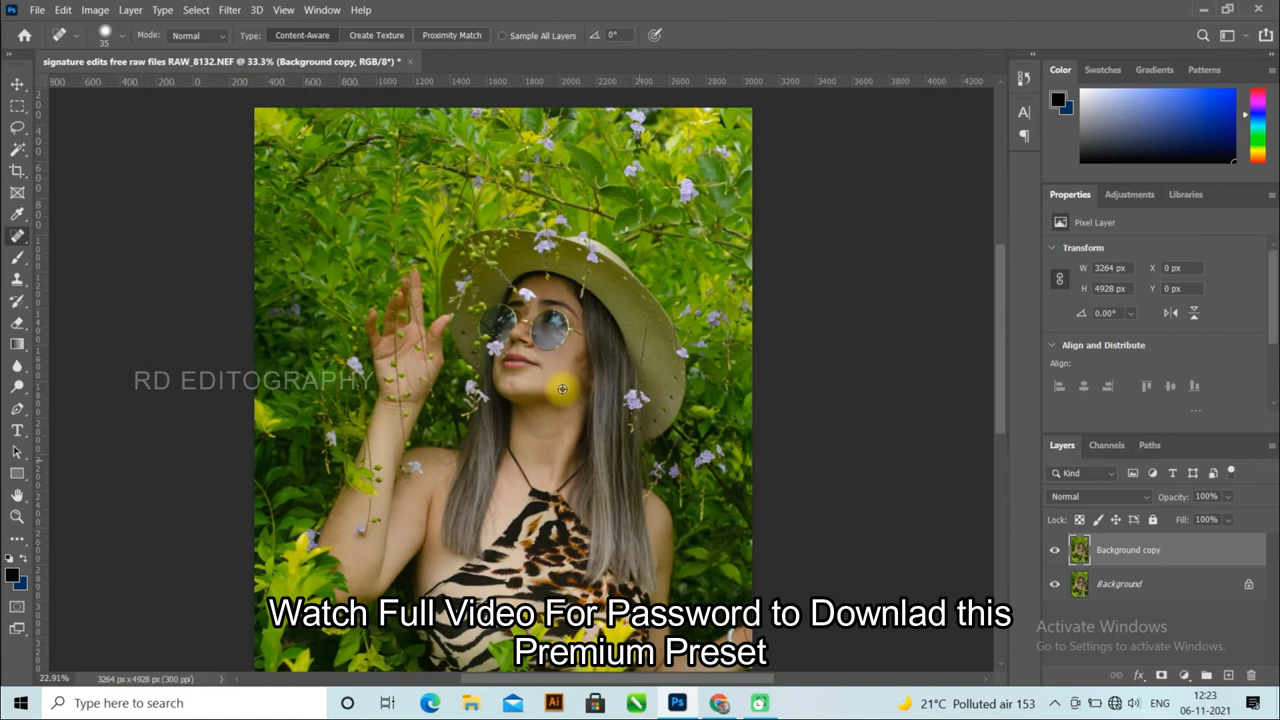 Ps File Edit Image Layer Type Select Filter 3D View Window Help
35 Mode: Normal Type: Content-Aware Create Texture Proximity Match Sample All Layers 0°
signature edits free raw files RAW_8132.NEF @ 33.3% (Background copy, RGB/8*) *
Color Swatches Gradients Patterns
Properties Adjustments Libraries
Pixel Layer
Transform
W 3264 px X 0 px
H 4928 px Y 0 px
0.00°
Align and Distribute
Align:
RD EDITOGRAPHY
Layers Channels Paths
Kind
Normal Opacity: 100%
Lock: Fill: 100%
Background copy
Background
Watch Full Video For Password to Downlad this
Premium Preset
Activate Windows
Go to Settings to activate Windows.
22.91% 3264 px x 4928 px (300 ppi)
Type here to search
Ai Ps
21°C Polluted air 153 ENG 12:23
06-11-2021